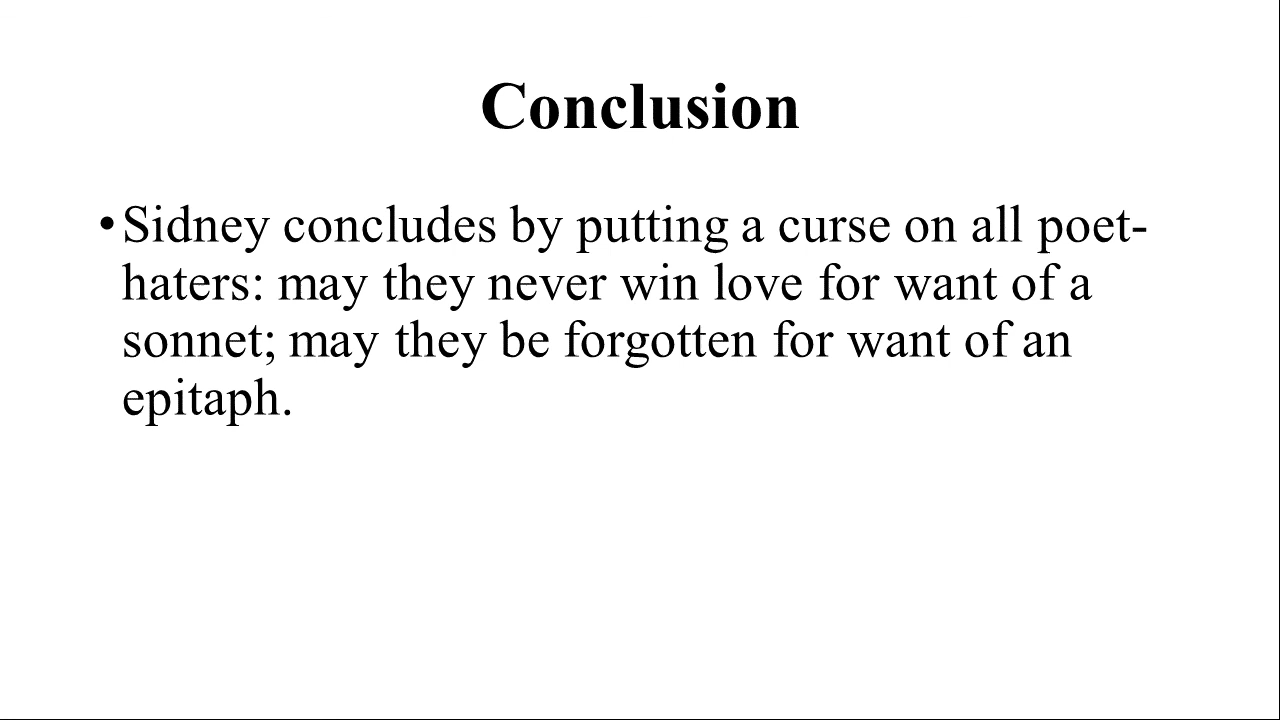 Conclusion
•Sidney concludes by putting a curse on all poet-
haters: may they never win love for want of a
sonnet; may they be forgotten for want of an
epitaph.